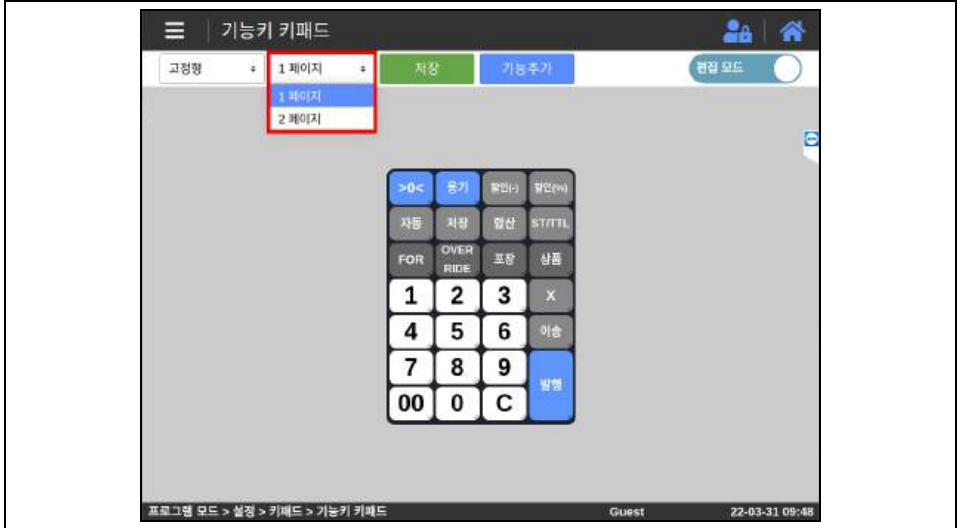 기능키 키패드
고정형 1 페이지 저장 기능추가 편집 모드
1 페이지
2 페이지
>0< 용기 할인(-) 할인(%)
자동 저장 합산 ST/TTL
FOR OVER RIDE 포장 상품
1 2 3 X
4 5 6 이송
7 8 9 발행
00 0 C
프로그램 모드 > 설정 > 키패드 > 기능키 키패드 Guest 22-03-31 09:48